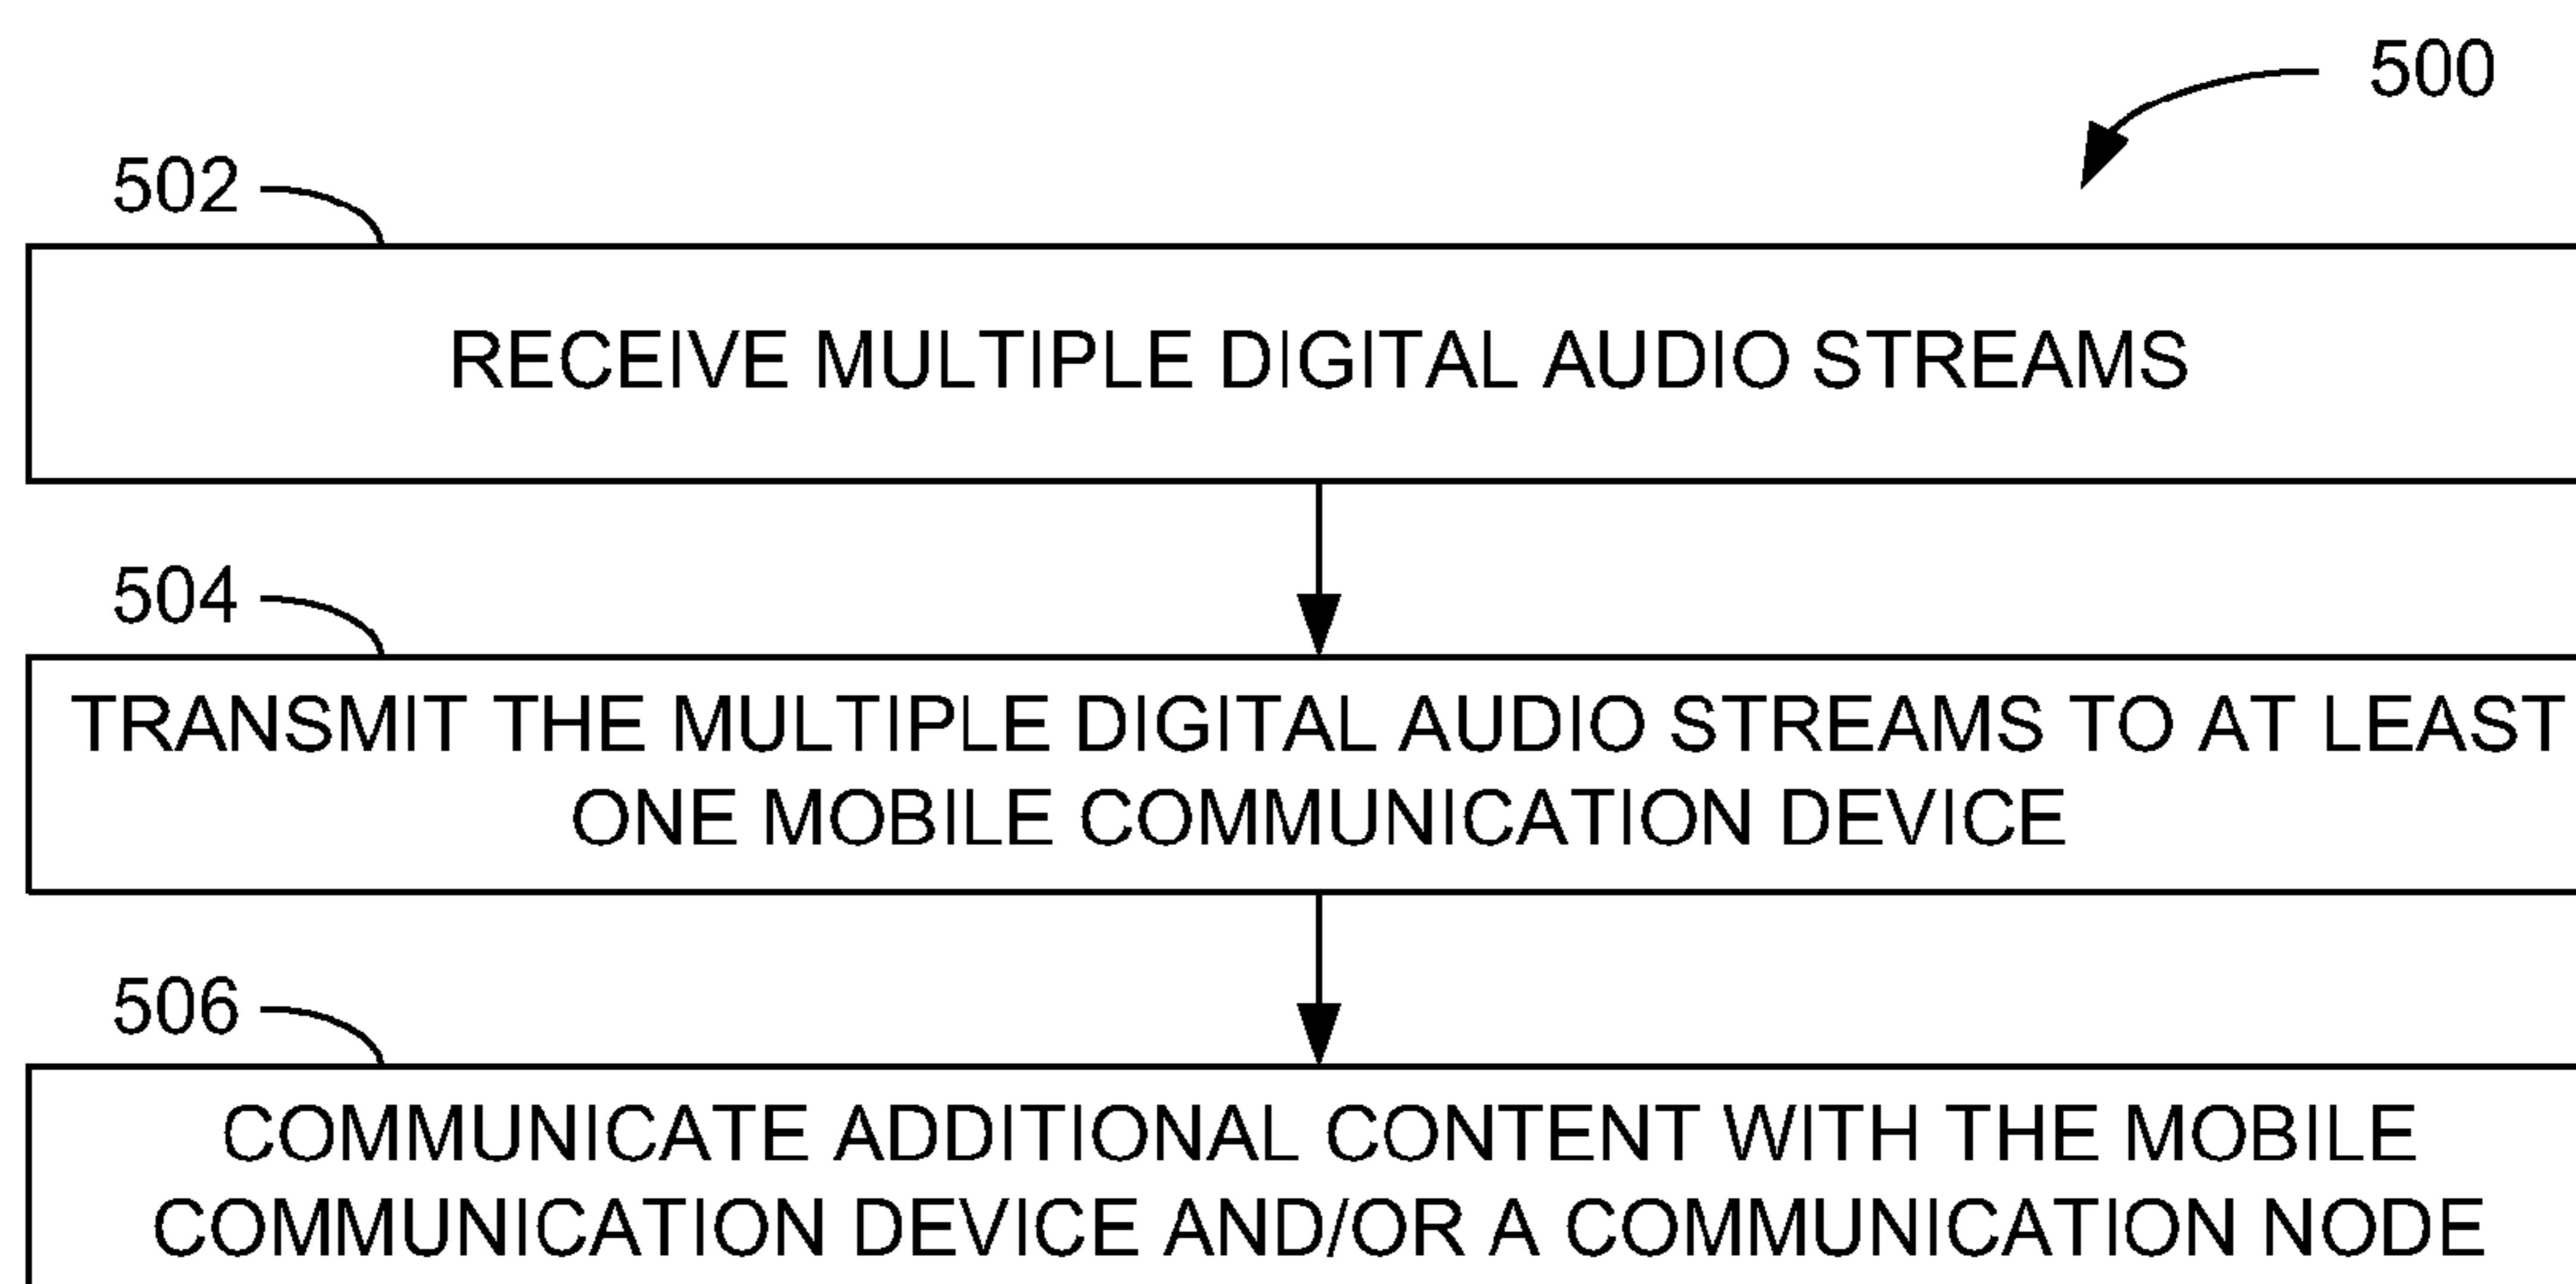 500
502
RECEIVE MULTIPLE DIGITAL AUDIO STREAMS
504
TRANSMIT THE MULTIPLE DIGITAL AUDIO STREAMS TO AT LEAST
ONE MOBILE COMMUNICATION DEVICE
506
COMMUNICATE ADDITIONAL CONTENT WITH THE MOBILE
COMMUNICATION DEVICE AND/OR A COMMUNICATION NODE